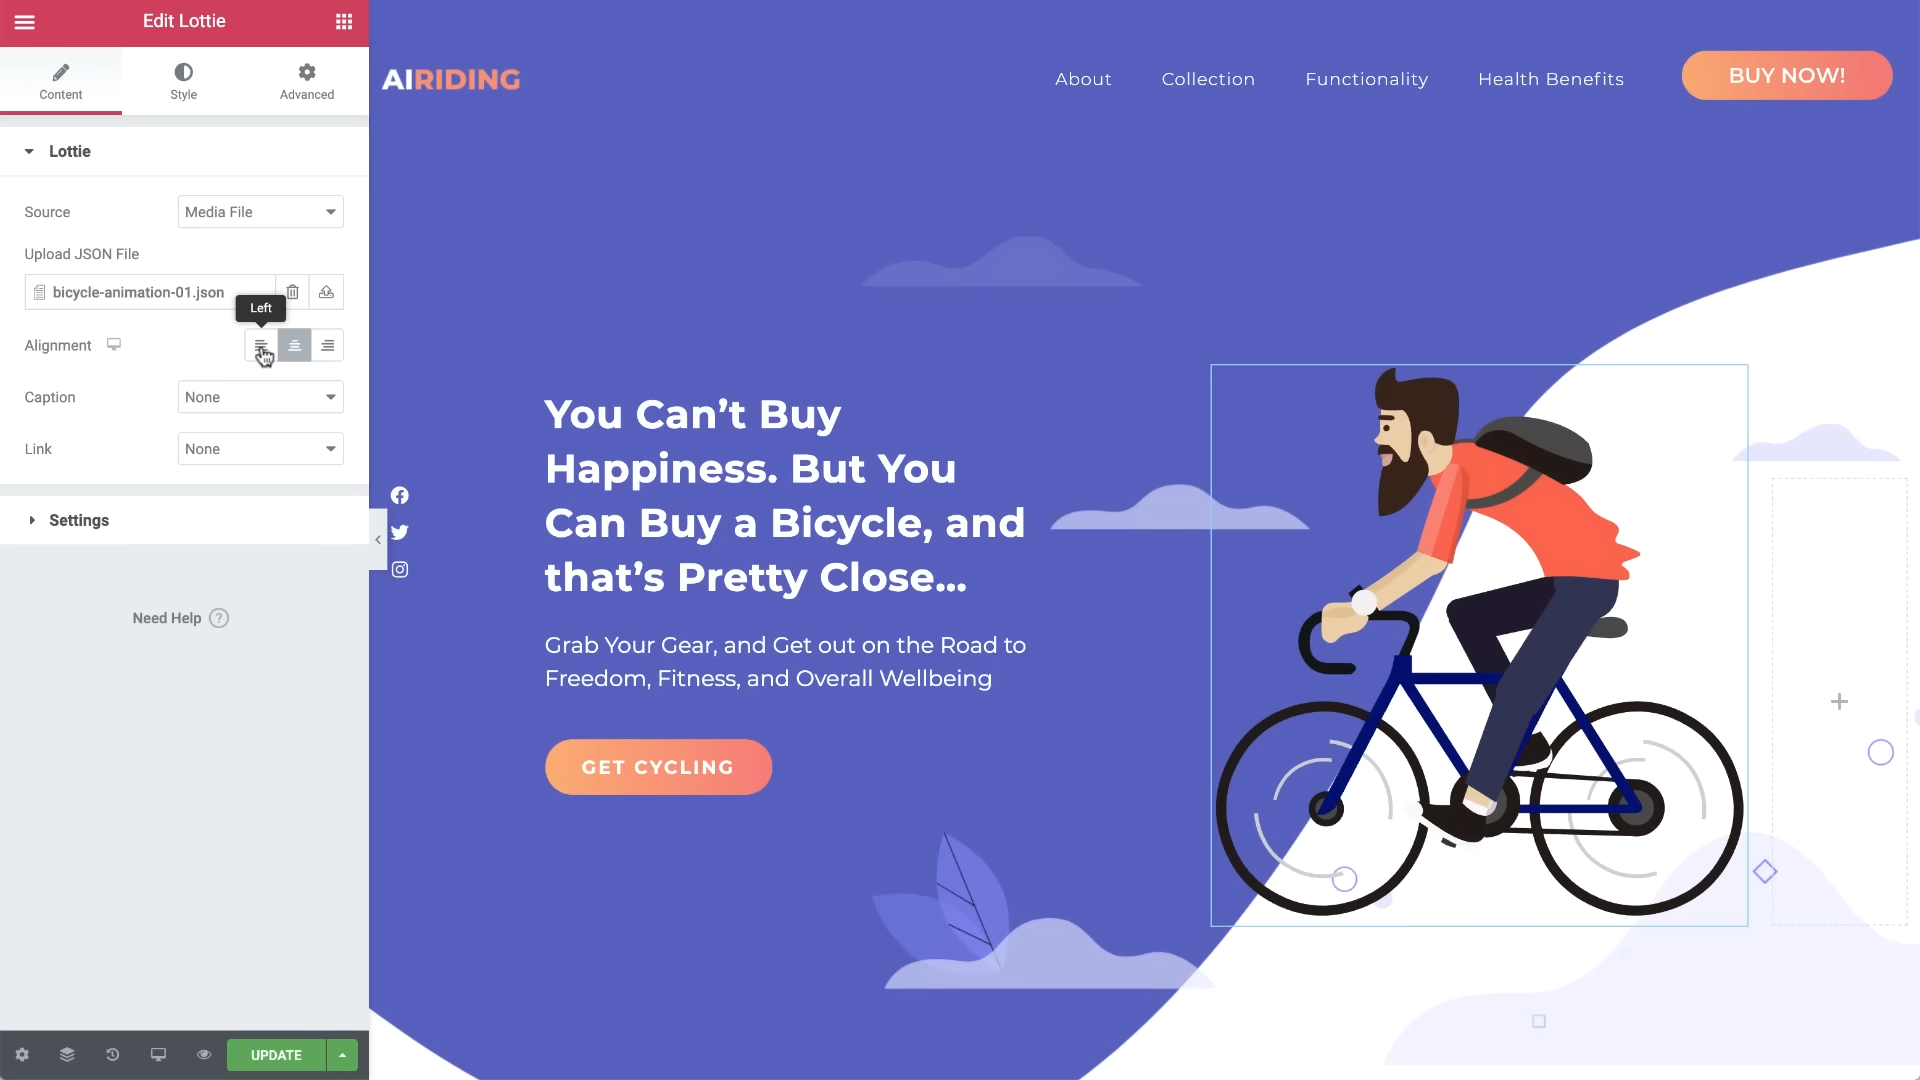 Edit Lottie
Content
Style
Advanced
Lottie
Source
Media File
Upload JSON File
bicycle-animation-01.json
Left
Alignment
Caption
None
Link
None
Settings
Need Help ?
UPDATE
AIRIDING
About
Collection
Functionality
Health Benefits
BUY NOW!
You Can’t Buy
Happiness. But You
Can Buy a Bicycle, and
that’s Pretty Close...
Grab Your Gear, and Get out on the Road to
Freedom, Fitness, and Overall Wellbeing
GET CYCLING